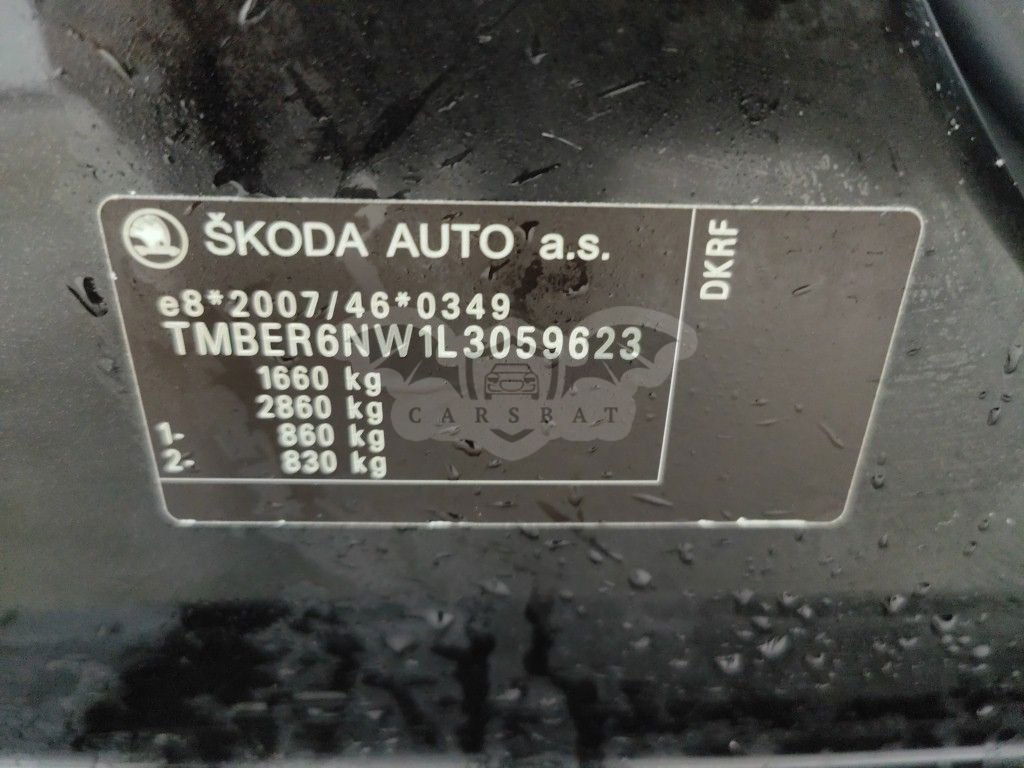 ŠKODA AUTO a.s.
e8*2007/46*0349
TMBER6NW1L3059623
1660 kg
2860 kg
1- 860 kg
2- 830 kg
DKRF
CARSBAT